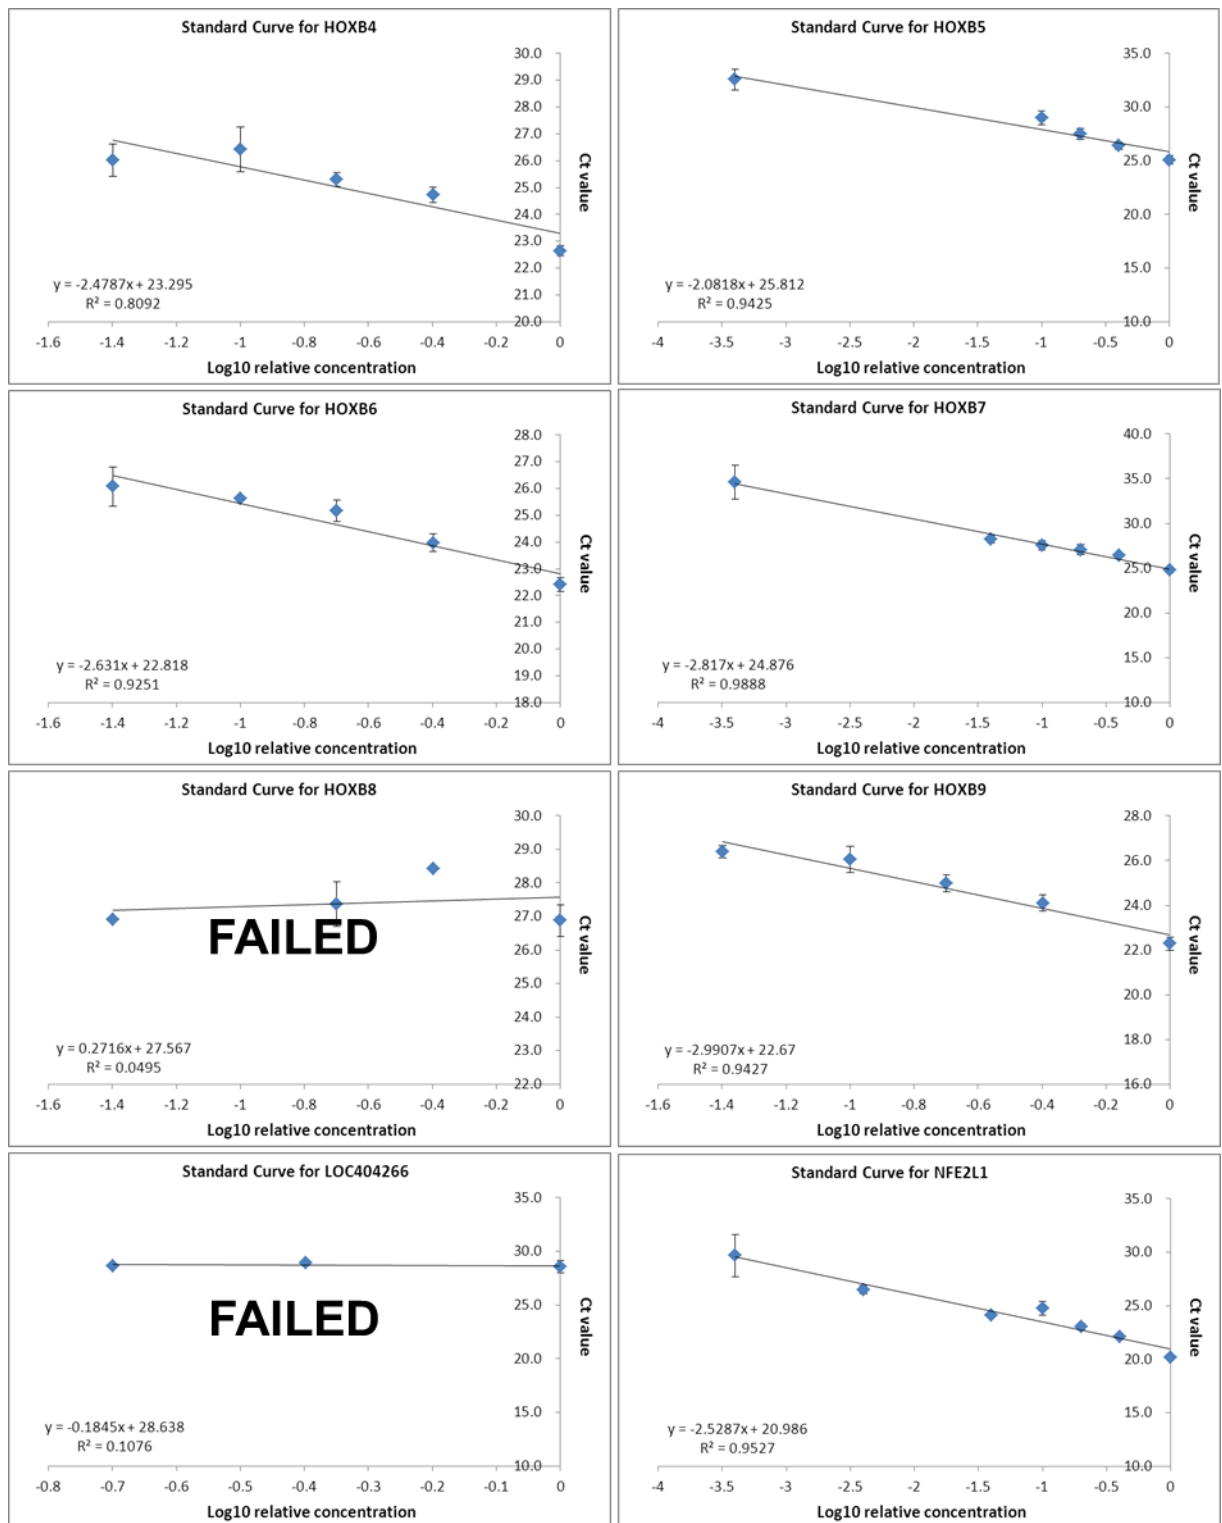 Standard Curve for HOXB4
30.0
29.0
28.0
27.0
26.0
25.0
24.0
23.0
22.0
21.0
20.0
Ct value
y = -2.4787x + 23.295
R² = 0.8092
-1.6 -1.4 -1.2 -1 -0.8 -0.6 -0.4 -0.2 0
Log10 relative concentration
Standard Curve for HOXB5
35.0
30.0
25.0
20.0
15.0
10.0
Ct value
y = -2.0818x + 25.812
R² = 0.9425
-4 -3.5 -3 -2.5 -2 -1.5 -1 -0.5 0
Log10 relative concentration
Standard Curve for HOXB6
28.0
27.0
26.0
25.0
24.0
23.0
22.0
21.0
20.0
19.0
18.0
Ct value
y = -2.631x + 22.818
R² = 0.9251
-1.6 -1.4 -1.2 -1 -0.8 -0.6 -0.4 -0.2 0
Log10 relative concentration
Standard Curve for HOXB7
40.0
35.0
30.0
25.0
20.0
15.0
10.0
Ct value
y = -2.817x + 24.876
R² = 0.9888
-4 -3.5 -3 -2.5 -2 -1.5 -1 -0.5 0
Log10 relative concentration
Standard Curve for HOXB8
30.0
29.0
28.0
27.0
26.0
25.0
24.0
23.0
22.0
Ct value
FAILED
y = 0.2716x + 27.567
R² = 0.0495
-1.6 -1.4 -1.2 -1 -0.8 -0.6 -0.4 -0.2 0
Log10 relative concentration
Standard Curve for HOXB9
28.0
26.0
24.0
22.0
20.0
18.0
16.0
Ct value
y = -2.9907x + 22.67
R² = 0.9427
-1.6 -1.4 -1.2 -1 -0.8 -0.6 -0.4 -0.2 0
Log10 relative concentration
Standard Curve for LOC404266
35.0
30.0
25.0
20.0
15.0
10.0
Ct value
FAILED
y = -0.1845x + 28.638
R² = 0.1076
-0.8 -0.7 -0.6 -0.5 -0.4 -0.3 -0.2 -0.1 0
Log10 relative concentration
Standard Curve for NFE2L1
35.0
30.0
25.0
20.0
15.0
10.0
Ct value
y = -2.5287x + 20.986
R² = 0.9527
-4 -3.5 -3 -2.5 -2 -1.5 -1 -0.5 0
Log10 relative concentration